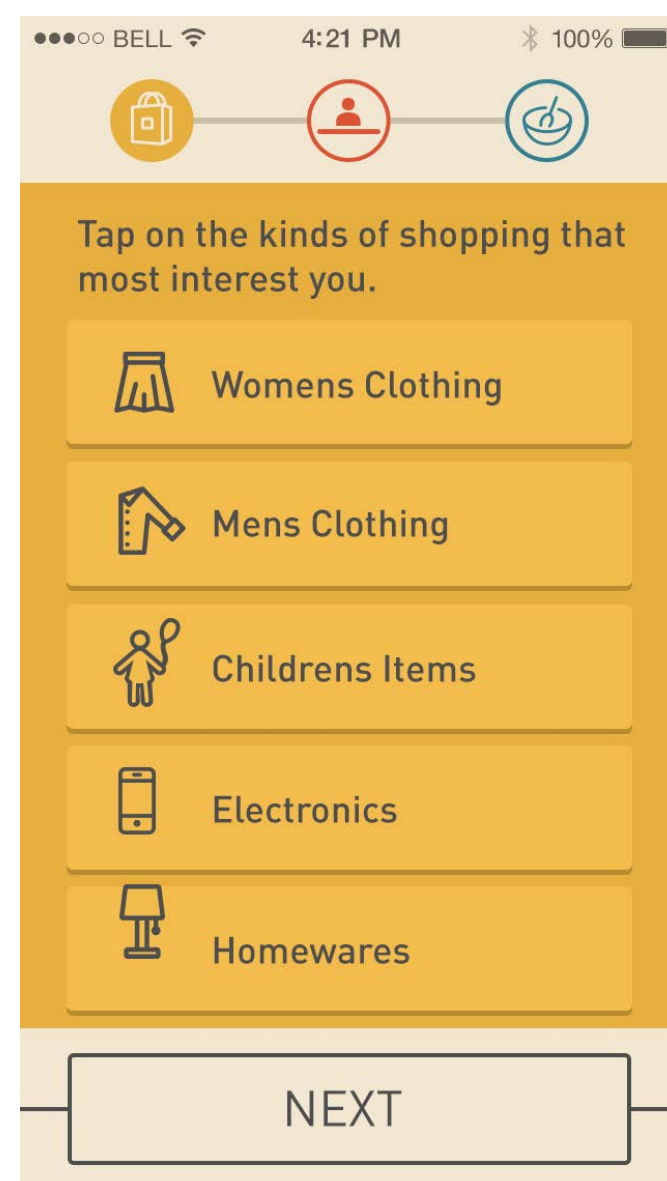 BELL 4:21 PM 100%
Tap on the kinds of shopping that
most interest you.
Womens Clothing
Mens Clothing
Childrens Items
Electronics
Homewares
NEXT